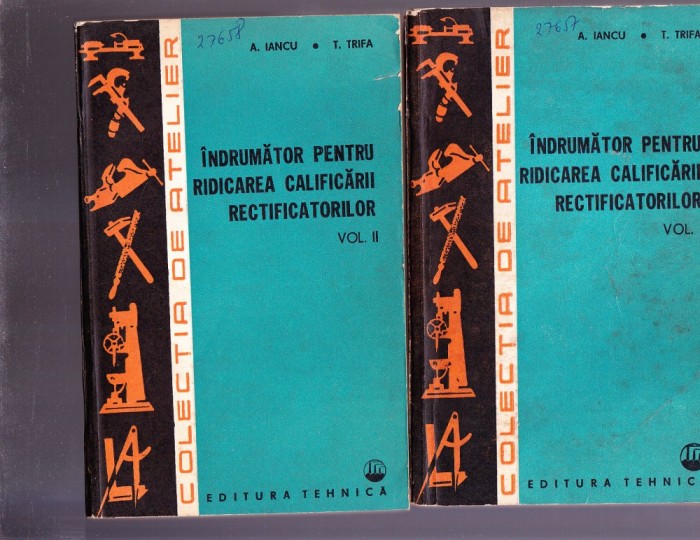 27658
A. IANCU • T. TRIFA
ÎNDRUMĂTOR PENTRU
RIDICAREA CALIFICĂRII
RECTIFICATORILOR
VOL. II
COLECTIA DE ATELIER
EDITURA TEHNICĂ
27657
A. IANCU • T. TRIFA
ÎNDRUMĂTOR PENTRU
RIDICAREA CALIFICĂRII
RECTIFICATORILOR
VOL.
COLECTIA DE ATELIER
EDITURA TEHNIC